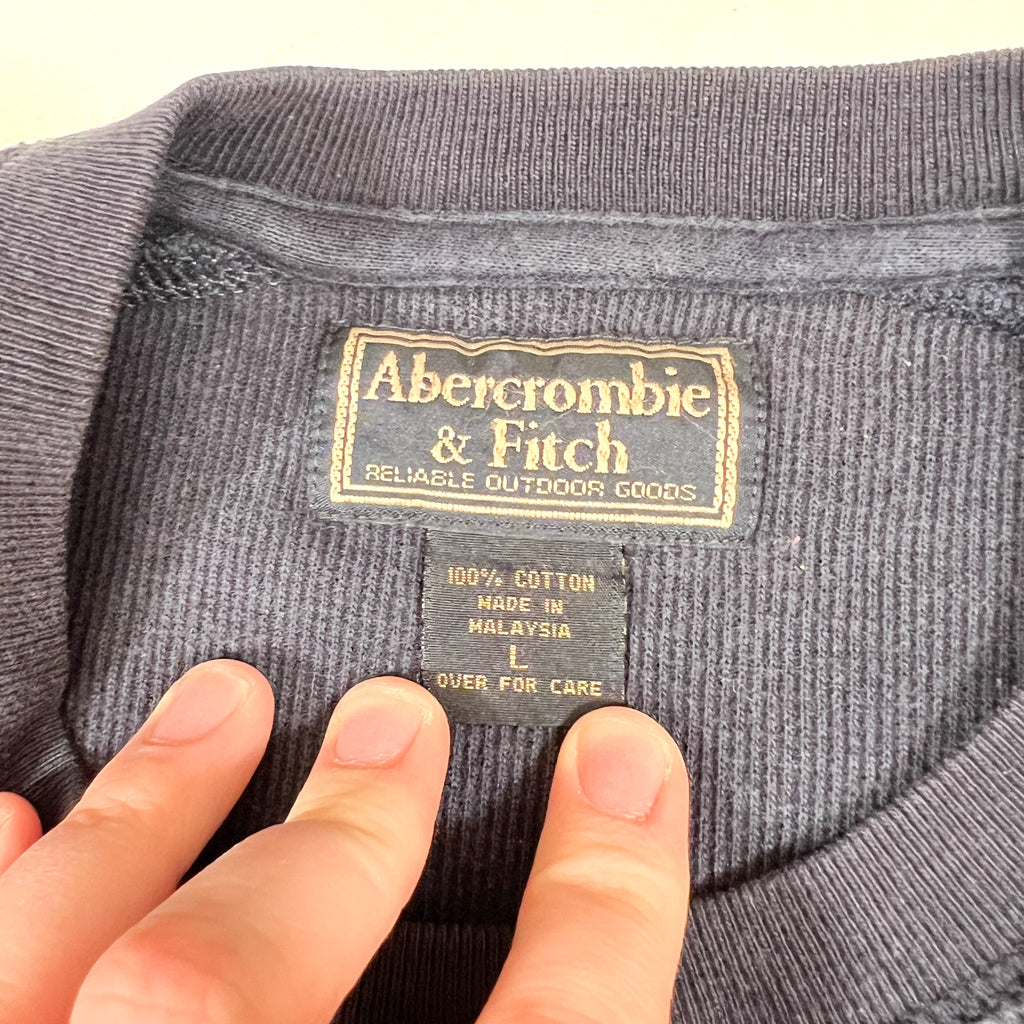 Abercrombie
& Fitch
RELIABLE OUTDOOR GOODS
100% COTTON
MADE IN
MALAYSIA
L
OVER FOR CARE